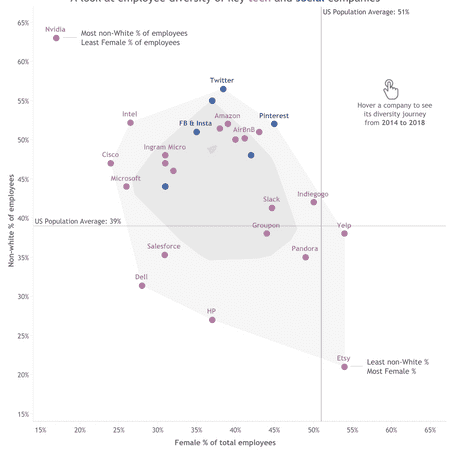 A look at employee diversity of key tech and social companies
US Population Average: 51%
65%
Nvidia
Most non-White % of employees
Least Female % of employees
60%
Twitter
Hover a company to see
its diversity journey
from 2014 to 2018
55%
Intel
Amazon
Pinterest
FB & Insta
AirBnB
50%
Ingram Micro
Cisco
Microsoft
45%
Slack
Indiegogo
40%
US Population Average: 39%
Groupon
Yelp
Salesforce
Pandora
35%
Dell
30%
HP
25%
Etsy
Least non-White %
Most Female %
20%
15%
Non-white % of employees
15% 20% 25% 30% 35% 40% 45% 50% 55% 60% 65%
Female % of total employees